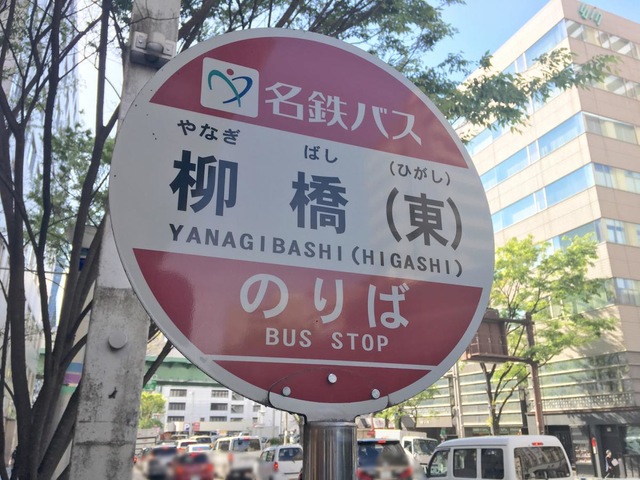 名鉄バス
やなぎ ばし (ひがし)
柳橋(東)
YANAGIBASHI(HIGASHI)
のりば
BUS STOP